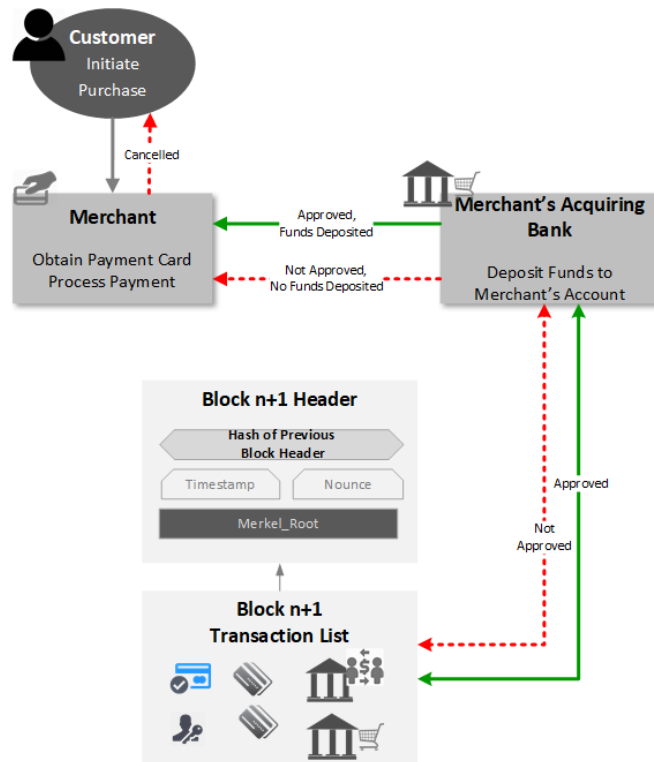 Customer
Initiate
Purchase
Cancelled
Merchant
Obtain Payment Card
Process Payment
Approved,
Funds Deposited
Not Approved,
No Funds Deposited
Merchant's Acquiring
Bank
Deposit Funds to
Merchant's Account
Block n+1 Header
Hash of Previous
Block Header
Timestamp
Nounce
Merkel_Root
Approved
Not
Approved
Block n+1
Transaction List
$